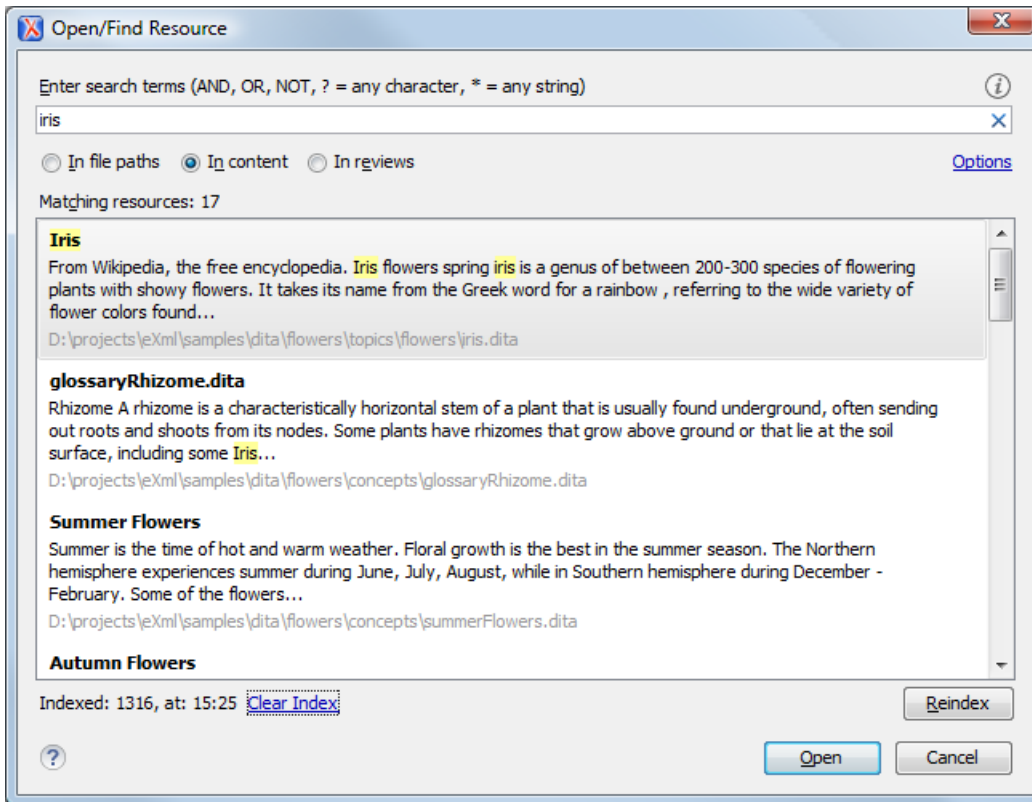 Open/Find Resource
Enter search terms (AND, OR, NOT, ? = any character, * = any string)
iris
In file paths In content In reviews Options
Matching resources: 17
Iris
From Wikipedia, the free encyclopedia. Iris flowers spring iris is a genus of between 200-300 species of flowering
plants with showy flowers. It takes its name from the Greek word for a rainbow , referring to the wide variety of
flower colors found...
D:\projects\eXml\samples\dita\flowers\topics\flowers\iris.dita
glossaryRhizome.dita
Rhizome A rhizome is a characteristically horizontal stem of a plant that is usually found underground, often sending
out roots and shoots from its nodes. Some plants have rhizomes that grow above ground or that lie at the soil
surface, including some Iris...
D:\projects\eXml\samples\dita\flowers\concepts\glossaryRhizome.dita
Summer Flowers
Summer is the time of hot and warm weather. Floral growth is the best in the summer season. The Northern
hemisphere experiences summer during June, July, August, while in Southern hemisphere during December -
February. Some of the flowers...
D:\projects\eXml\samples\dita\flowers\concepts\summerFlowers.dita
Autumn Flowers
Indexed: 1316, at: 15:25 Clear Index Reindex
? Open Cancel